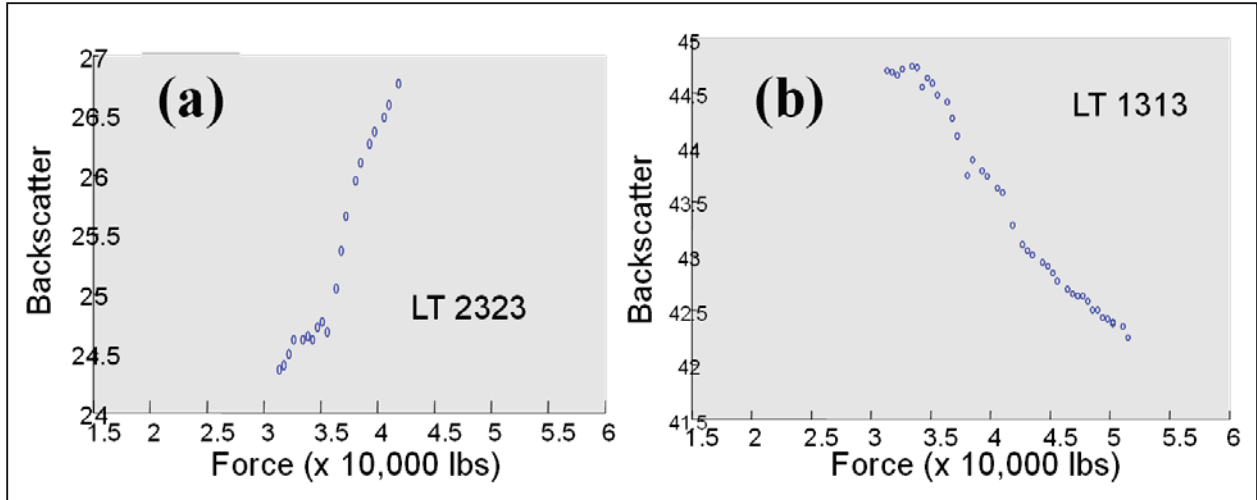 (a)
LT 2323
Backscatter
27
26.5
26
25.5
25
24.5
24
1.5 2 2.5 3 3.5 4 4.5 5 5.5 6
Force (x 10,000 lbs)
(b)
LT 1313
Backscatter
45
44.5
44
43.5
43
42.5
42
41.5
1.5 2 2.5 3 3.5 4 4.5 5 5.5 6
Force (x 10,000 lbs)